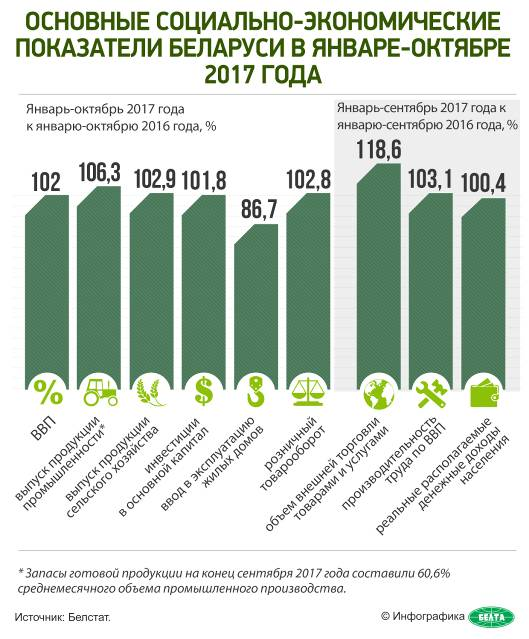 ОСНОВНЫЕ СОЦИАЛЬНО-ЭКОНОМИЧЕСКИЕ
ПОКАЗАТЕЛИ БЕЛАРУСИ В ЯНВАРЕ-ОКТЯБРЕ
2017 ГОДА
Январь-октябрь 2017 года
к январю-октябрю 2016 года, %
Январь-сентябрь 2017 года к
январю-сентябрю 2016 года, %
102
106,3
102,9
101,8
86,7
102,8
118,6
103,1
100,4
%
$
ВВП
выпуск продукции
промышленности*
выпуск продукции
сельского хозяйства
инвестиции
в основной капитал
ввод в эксплуатацию
жилых домов
розничный
товарооборот
объем внешней торговли
товарами и услугами
производительность
труда по ВВП
реальные располагаемые
денежные доходы
населения
* Запасы готовой продукции на конец сентября 2017 года составили 60,6%
среднемесячного объема промышленного производства.
Источник: Белстат.
© Инфографика
БЕЛТА